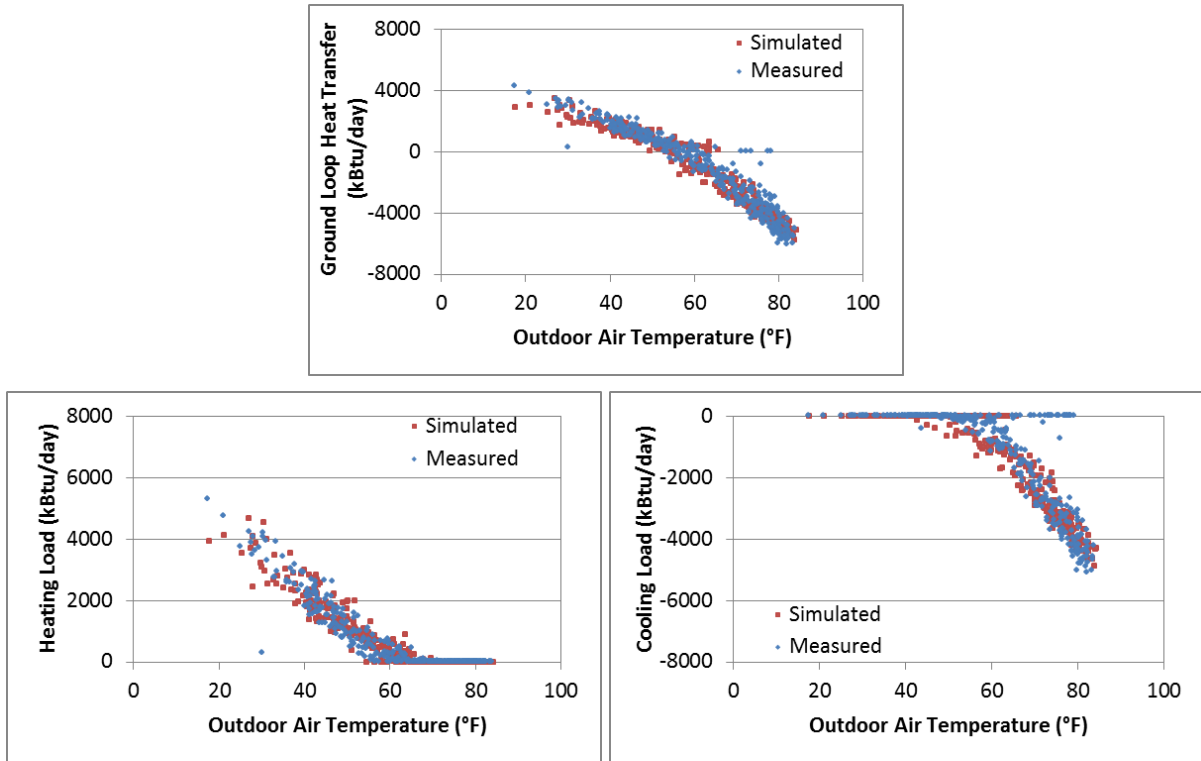 Ground Loop Heat Transfer
(kBtu/day)
8000
4000
0
-4000
-8000
Simulated
Measured
0 20 40 60 80 100
Outdoor Air Temperature (°F)
Heating Load (kBtu/day)
8000
6000
4000
2000
0
Simulated
Measured
0 20 40 60 80 100
Outdoor Air Temperature (°F)
Cooling Load (kBtu/day)
0
-2000
-4000
-6000
-8000
Simulated
Measured
0 20 40 60 80 100
Outdoor Air Temperature (°F)